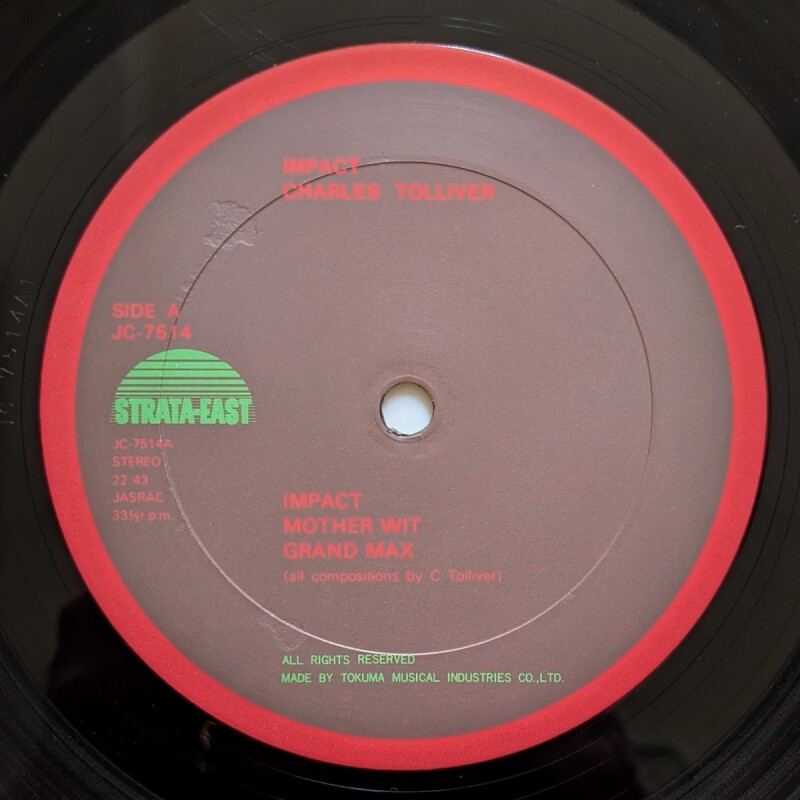 IMPACT
CHARLES TOLLIVER
SIDE A
JC-7514
STRATA-EAST
JC-7514A
STEREO
22 43
JASRAC
33⅓r.p.m.
IMPACT
MOTHER WIT
GRAND MAX
(all compositions by C. Tolliver)
ALL RIGHTS RESERVED
MADE BY TOKUMA MUSICAL INDUSTRIES CO.,LTD.